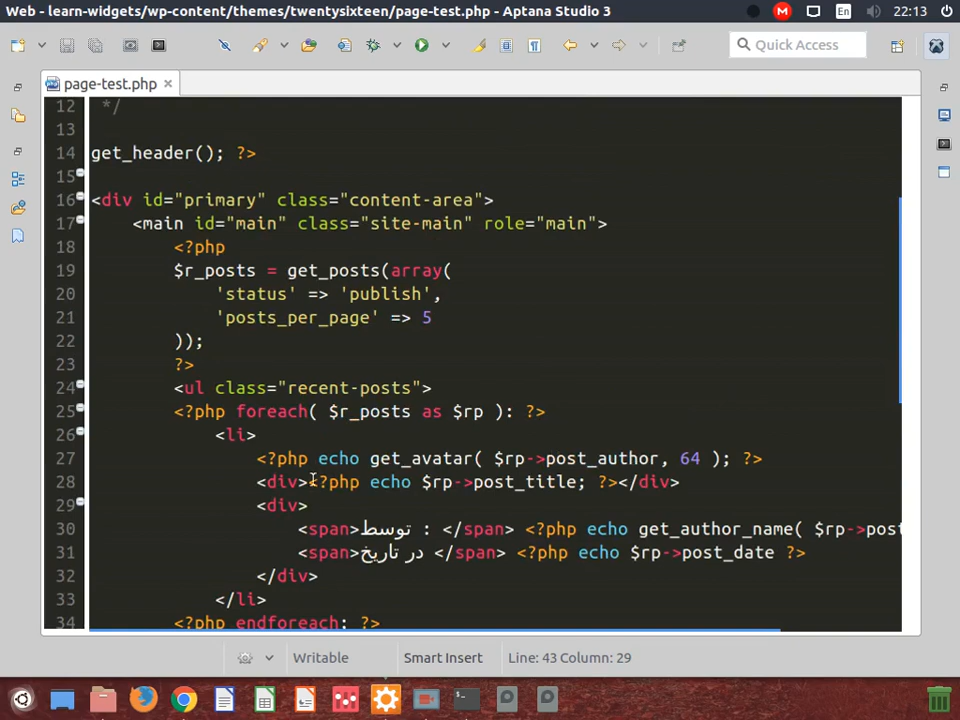 Web - learn-widgets/wp-content/themes/twentysixteen/page-test.php - Aptana Studio 3
M
En
22:13
Quick Access
page-test.php
12 */
13
14 get_header(); ?>
15
16 <div id="primary" class="content-area">
17 <main id="main" class="site-main" role="main">
18 <?php
19 $r_posts = get_posts(array(
20 'status' => 'publish',
21 'posts_per_page' => 5
22 ));
23 ?>
24 <ul class="recent-posts">
25 <?php foreach( $r_posts as $rp ): ?>
26 <li>
27 <?php echo get_avatar( $rp->post_author, 64 ); ?>
28 <div><?php echo $rp->post_title; ?></div>
29 <div>
30 <span>توسط : </span> <?php echo get_author_name( $rp->post
31 <span>در تاریخ </span> <?php echo $rp->post_date ?>
32 </div>
33 </li>
34 <?php endforeach: ?>
Writable
Smart Insert
Line: 43 Column: 29